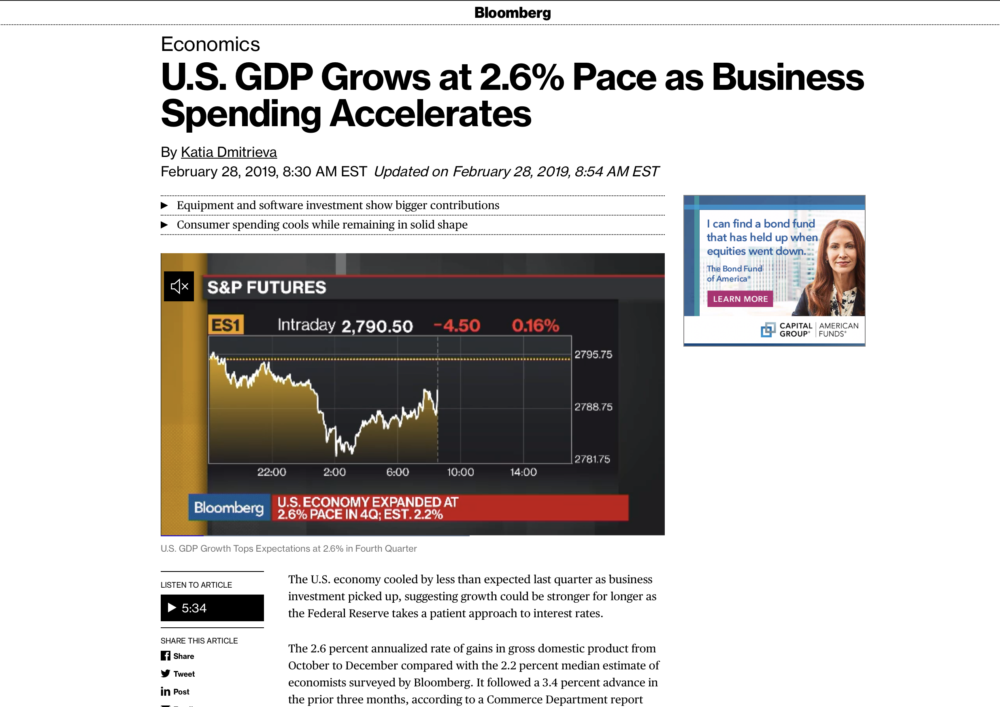 Bloomberg
Economics
U.S. GDP Grows at 2.6% Pace as Business
Spending Accelerates
By Katia Dmitrieva
February 28, 2019, 8:30 AM EST Updated on February 28, 2019, 8:54 AM EST
▶ Equipment and software investment show bigger contributions
▶ Consumer spending cools while remaining in solid shape
S&P FUTURES
ES1 Intraday 2,790.50 -4.50 0.16%
2795.75
2788.75
2781.75
22:00 2:00 6:00 10:00 14:00
Bloomberg
U.S. ECONOMY EXPANDED AT
2.6% PACE IN 4Q; EST. 2.2%
U.S. GDP Growth Tops Expectations at 2.6% in Fourth Quarter
I can find a bond fund
that has held up when
equities went down.
The Bond Fund
of America®
LEARN MORE
CAPITAL GROUP® | AMERICAN FUNDS®
LISTEN TO ARTICLE
▶ 5:34
SHARE THIS ARTICLE
Share
Tweet
in Post
The U.S. economy cooled by less than expected last quarter as business
investment picked up, suggesting growth could be stronger for longer as
the Federal Reserve takes a patient approach to interest rates.
The 2.6 percent annualized rate of gains in gross domestic product from
October to December compared with the 2.2 percent median estimate of
economists surveyed by Bloomberg. It followed a 3.4 percent advance in
the prior three months, according to a Commerce Department report